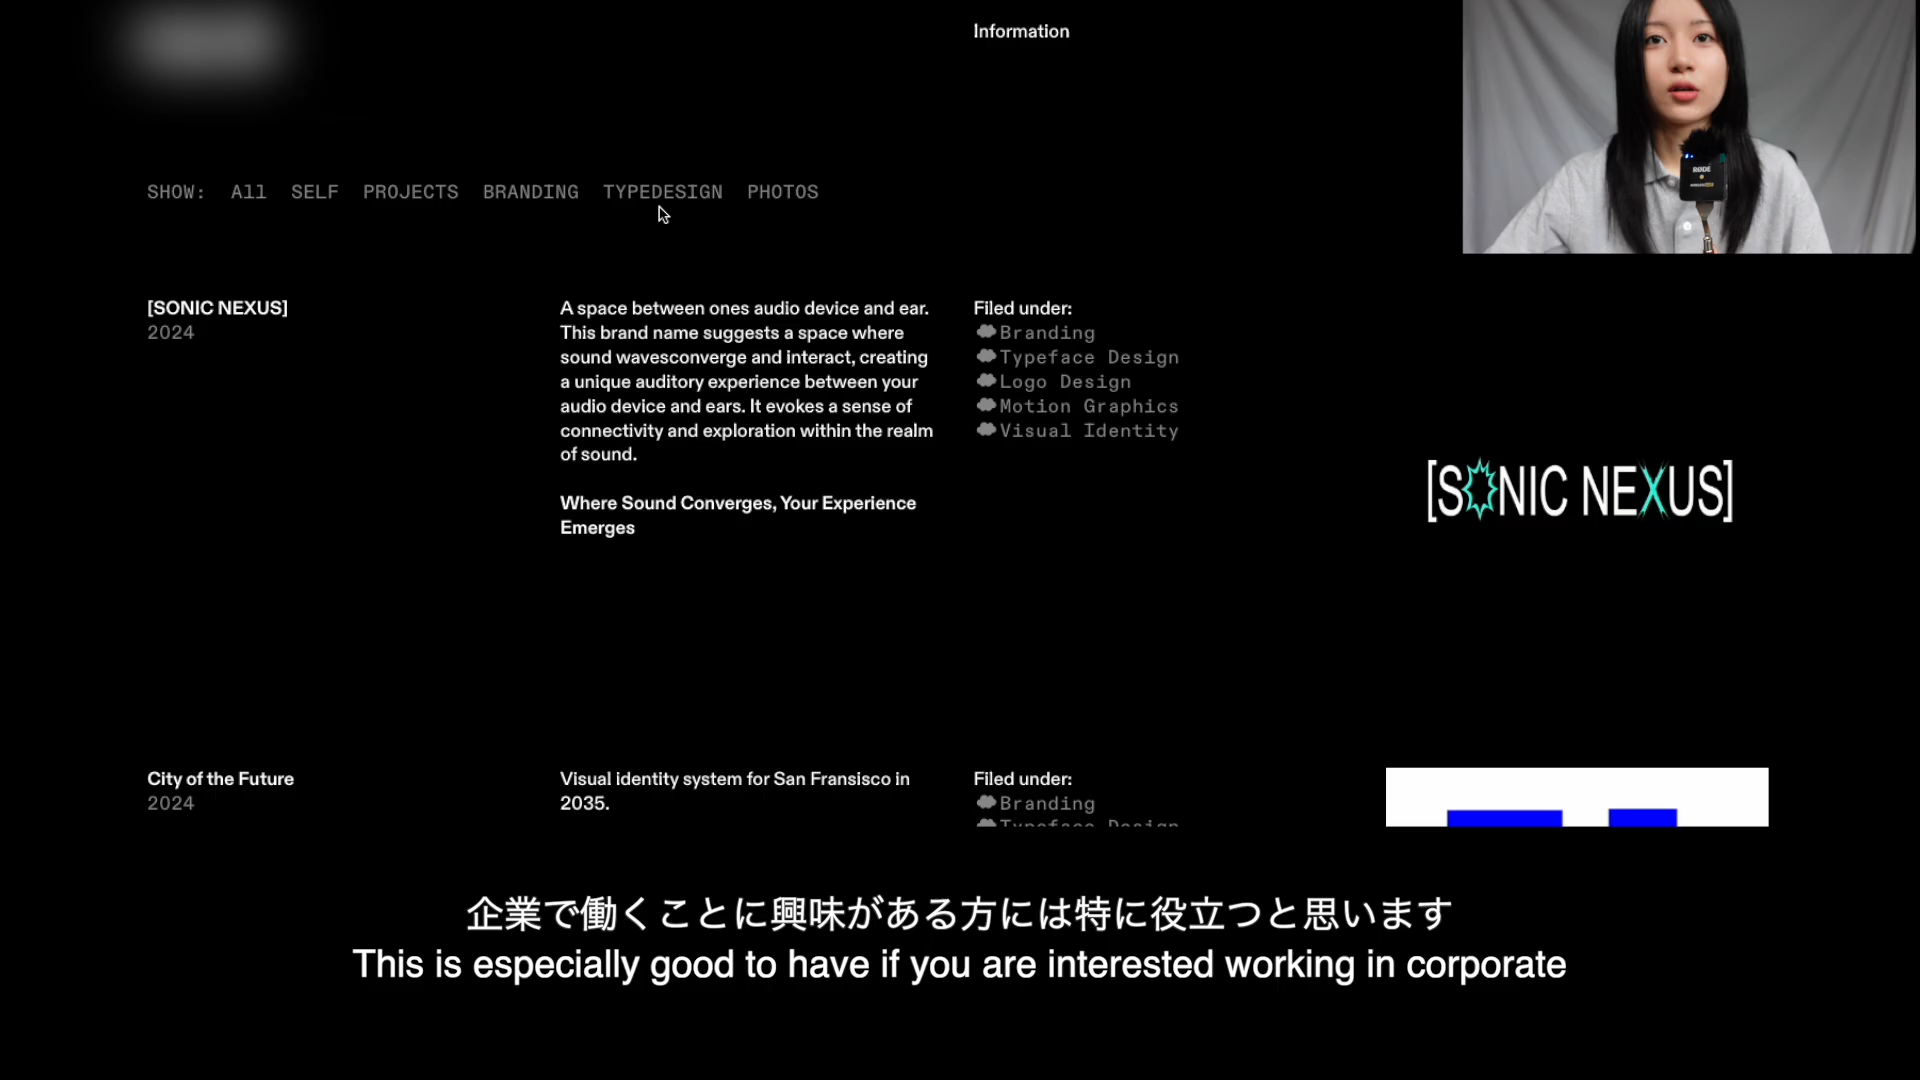 Information
SHOW: All SELF PROJECTS BRANDING TYPEDESIGN PHOTOS
[SONIC NEXUS]
2024
A space between ones audio device and ear.
This brand name suggests a space where
sound wavesconverge and interact, creating
a unique auditory experience between your
audio device and ears. It evokes a sense of
connectivity and exploration within the realm
of sound.
Where Sound Converges, Your Experience
Emerges
Filed under:
Branding
Typeface Design
Logo Design
Motion Graphics
Visual Identity
[SONIC NEXUS]
RØDE
City of the Future
2024
Visual identity system for San Fransisco in
2035.
Filed under:
Branding
Typeface Design
企業で働くことに興味がある方には特に役立つと思います
This is especially good to have if you are interested working in corporate